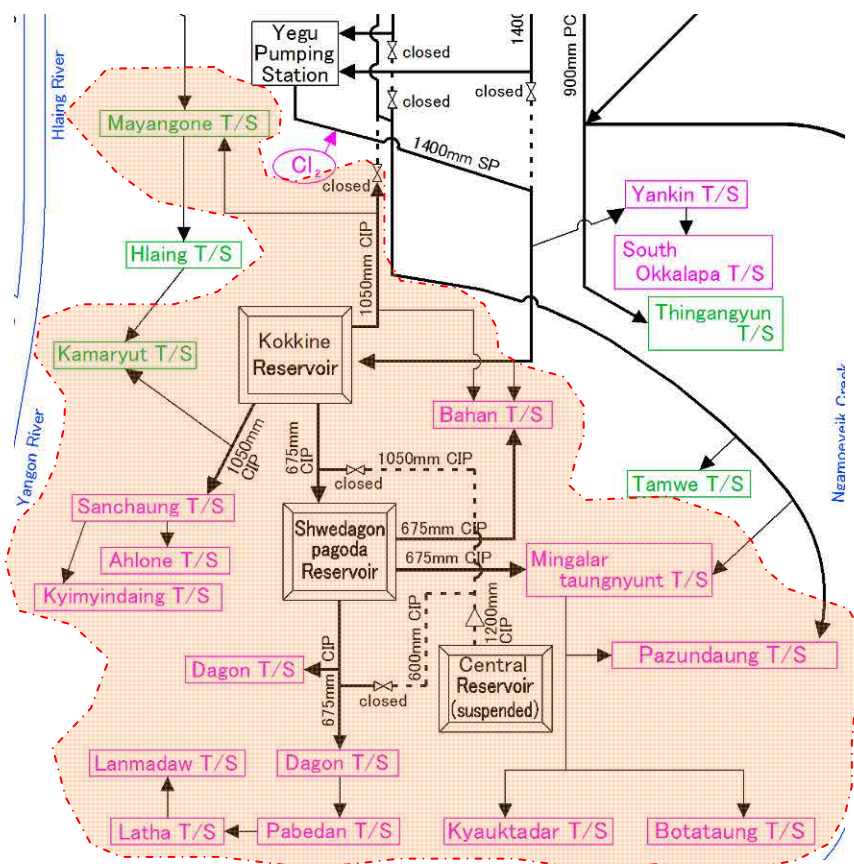 Yegu
Pumping
Station
closed
closed
closed
1400
900mm PC
Hlaing River
Mayangone T/S
Cl₂
1400mm SP
closed
Yankin T/S
South
Okkalapa T/S
Hlaing T/S
1050mm CIP
Thingangyun
T/S
Kokkine
Reservoir
Kamaryut T/S
Bahan T/S
Yangon River
Ngamoeyeik Creek
1050mm
CIP
675mm
CIP
1050mm CIP
closed
Tamwe T/S
Sanchaung T/S
Shwedagon
pagoda
Reservoir
675mm CIP
675mm CIP
Ahlone T/S
Mingalar
taungnyunt T/S
Kyimyindaing T/S
600mm CIP
1200mm
CIP
Dagon T/S
675mm CIP
closed
Central
Reservoir
(suspended)
Pazundaung T/S
Lanmadaw T/S
Dagon T/S
Latha T/S
Pabedan T/S
Kyauktadar T/S
Botataung T/S